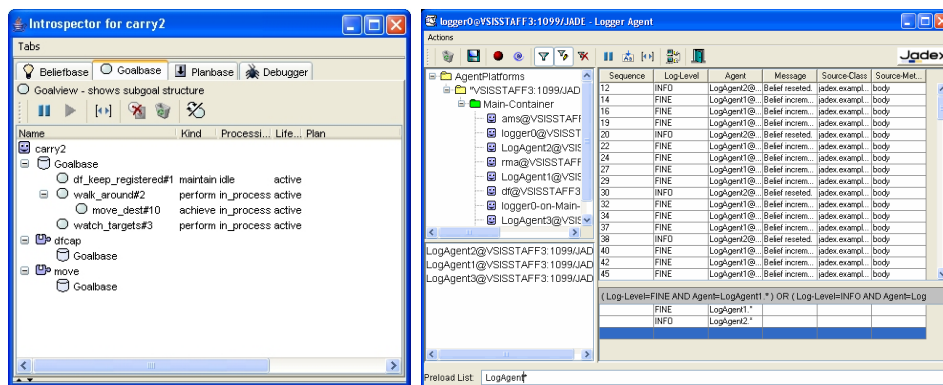 Introspector for carry2
Tabs
Beliefbase Goalbase Planbase Debugger
Goalview - shows subgoal structure
Name Kind Processi... Life... Plan
carry2
Goalbase
df_keep_registered#1 maintain idle active
walk_around#2 perform in_process active
move_dest#10 achieve in_process active
watch_targets#3 perform in_process active
dfcap
Goalbase
move
Goalbase
logger0@VSISSTAFF3:1099/JADE - Logger Agent
Actions
Jadex
AgentPlatforms
"VSISSTAFF3:1099/JAD
Main-Container
ams@VSISSTAFF
logger0@VSISST
LogAgent2@VSIS
rma@VSISSTAFF
LogAgent1@VSIS
df@VSISSTAFF3
logger0-on-Main-
LogAgent3@VSIS
LogAgent2@VSISSTAFF3:1099/JAD
LogAgent1@VSISSTAFF3:1099/JAD
LogAgent3@VSISSTAFF3:1099/JAD
Sequence Log-Level Agent Message Source-Class Source-Met...
12 INFO LogAgent2@... Belief reseted. jadex.exampl... body
14 FINE LogAgent1@... Belief increm... jadex.exampl... body
16 FINE LogAgent1@... Belief increm... jadex.exampl... body
19 FINE LogAgent1@... Belief increm... jadex.exampl... body
20 INFO LogAgent2@... Belief reseted. jadex.exampl... body
22 FINE LogAgent1@... Belief increm... jadex.exampl... body
24 FINE LogAgent1@... Belief increm... jadex.exampl... body
27 FINE LogAgent1@... Belief increm... jadex.exampl... body
29 FINE LogAgent1@... Belief increm... jadex.exampl... body
30 INFO LogAgent2@... Belief reseted. jadex.exampl... body
32 FINE LogAgent1@... Belief increm... jadex.exampl... body
34 FINE LogAgent1@... Belief increm... jadex.exampl... body
37 FINE LogAgent1@... Belief increm... jadex.exampl... body
38 INFO LogAgent2@... Belief reseted. jadex.exampl... body
40 FINE LogAgent1@... Belief increm... jadex.exampl... body
42 FINE LogAgent1@... Belief increm... jadex.exampl... body
45 FINE LogAgent1@... Belief increm... jadex.exampl... body
( Log-Level=FINE AND Agent=LogAgent1.* ) OR ( Log-Level=INFO AND Agent=Log
FINE LogAgent1.*
INFO LogAgent2.*
Preload List: LogAgent*